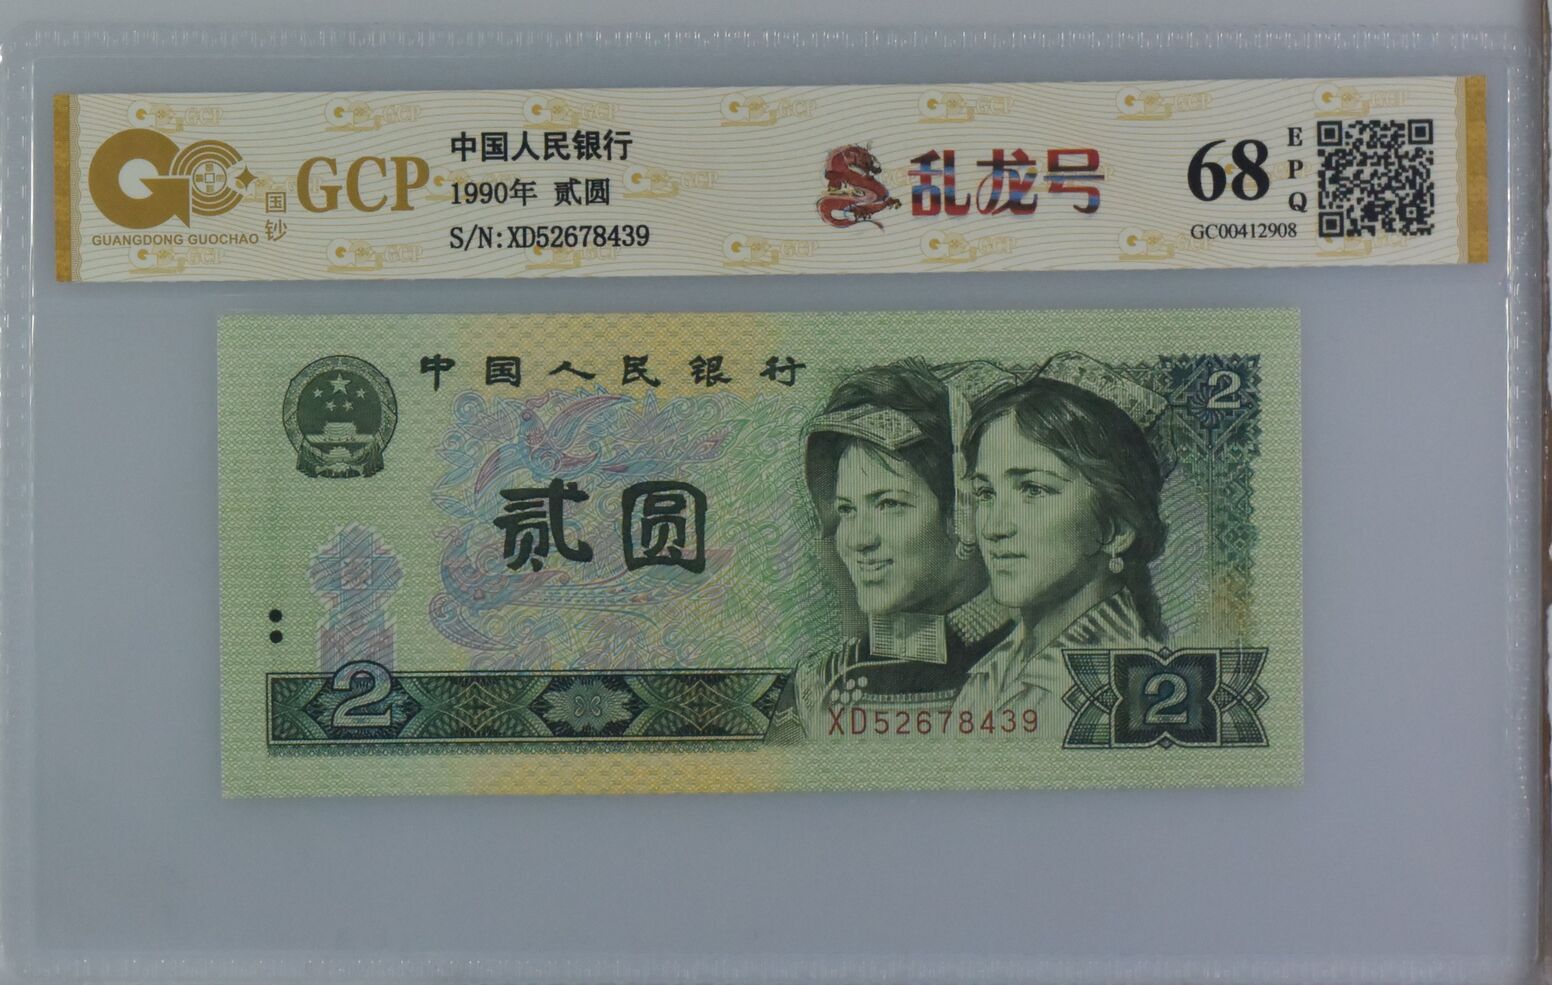 GCP
国钞
GUANGDONG GUOCHAO
中国人民银行
1990年 贰圆
S/N:XD52678439
乱龙号
68
EPQ
GC00412908
中国人民银行
2
贰圆
2
XD52678439
2